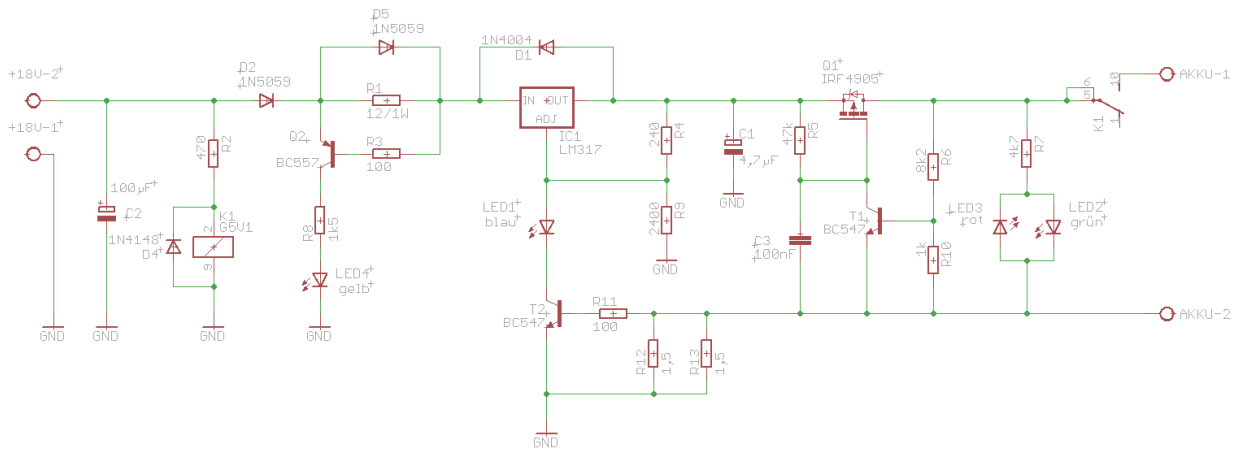 +18V-2
+18V-1
GND
100µF
C2
GND
470
R2
D2
1N5059
K1
G5V1
2
9
1N4148
D4
GND
D5
1N5059
R1
12/1W
R3
100
Q2
BC557
R8
1k5
LED4
gelb
GND
1N4004
D1
IN
OUT
ADJ
IC1
LM317
240
R4
2400
R9
GND
LED1
blau
T2
BC547
GND
R11
100
R12
1,5
R13
1,5
C1
4,7µF
GND
47k
R5
Q1
IRF4905
C3
100nF
T1
BC547
8k2
R6
1k
R10
4k7
R7
LED3
rot
LED2
grün
6
5
10
1
K1
AKKU-1
AKKU-2